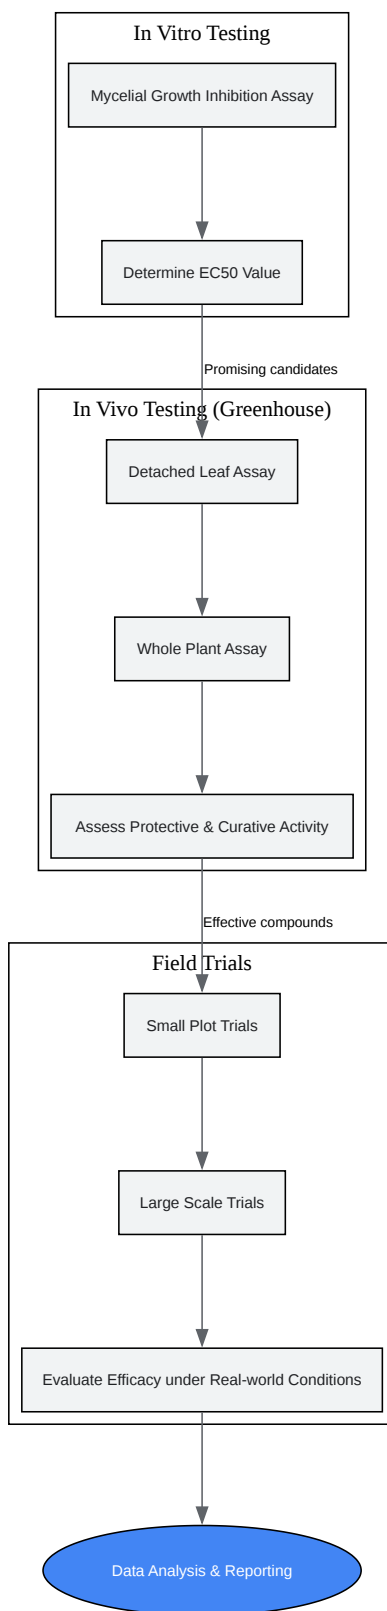 In Vitro Testing
Mycelial Growth Inhibition Assay
Determine EC50 Value
Promising candidates
In Vivo Testing (Greenhouse)
Detached Leaf Assay
Whole Plant Assay
Assess Protective & Curative Activity
Effective compounds
Field Trials
Small Plot Trials
Large Scale Trials
Evaluate Efficacy under Real-world Conditions
Data Analysis & Reporting